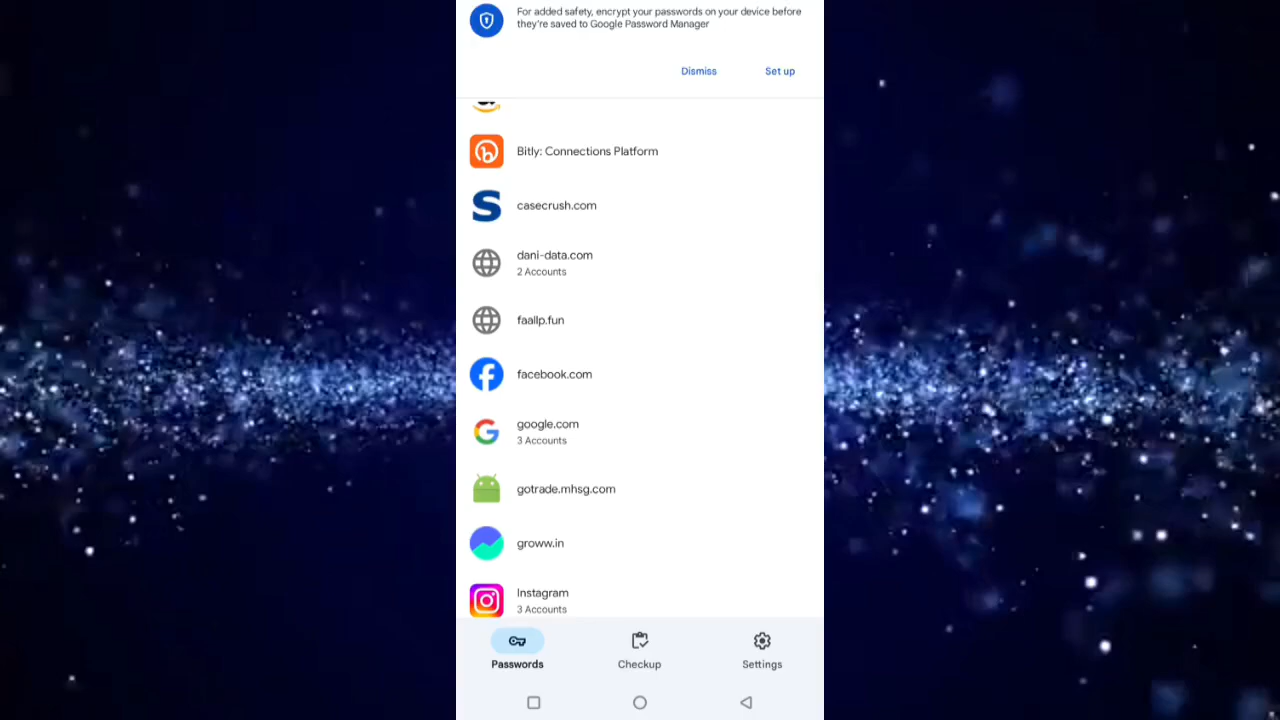 For added safety, encrypt your passwords on your device before
they're saved to Google Password Manager
Dismiss
Set up
Bitly: Connections Platform
casecrush.com
dani-data.com
2 Accounts
faallp.fun
facebook.com
google.com
3 Accounts
gotrade.mhsg.com
groww.in
Instagram
3 Accounts
Passwords
Checkup
Settings